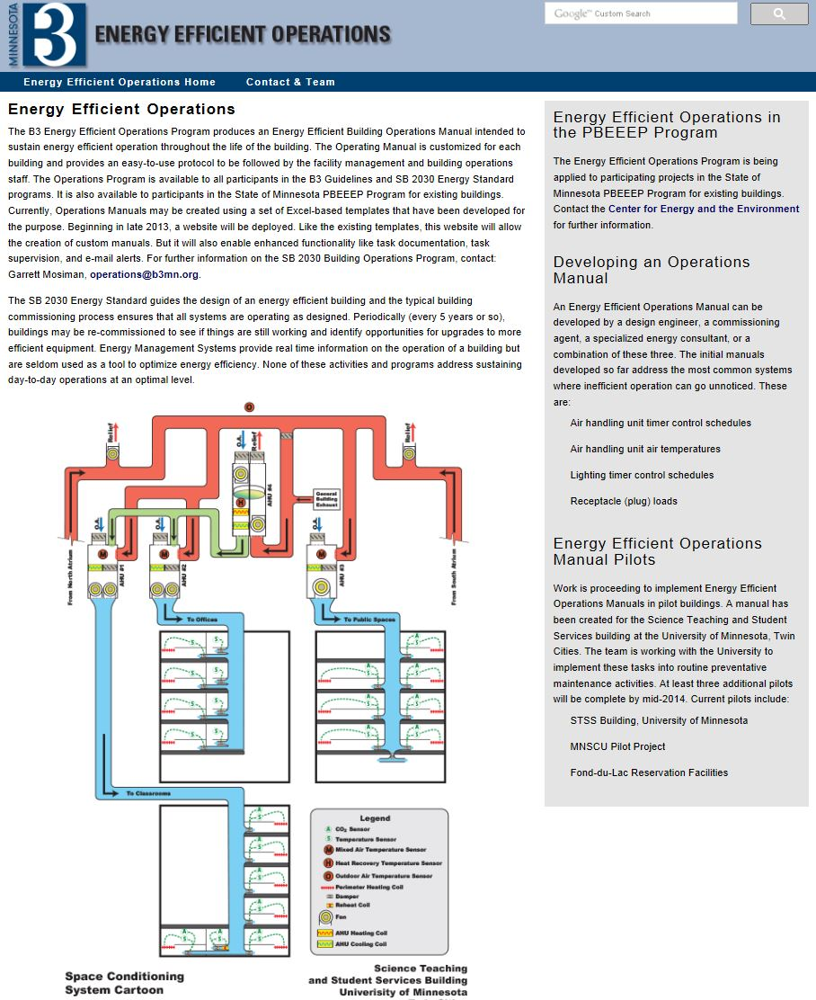 MINNESOTA
B3
ENERGY EFFICIENT OPERATIONS
Google™ Custom Search
Energy Efficient Operations Home
Contact & Team
Energy Efficient Operations
The B3 Energy Efficient Operations Program produces an Energy Efficient Building Operations Manual intended to
sustain energy efficient operation throughout the life of the building. The Operating Manual is customized for each
building and provides an easy-to-use protocol to be followed by the facility management and building operations
staff. The Operations Program is available to all participants in the B3 Guidelines and SB 2030 Energy Standard
programs. It is also available to participants in the State of Minnesota PBEEEP Program for existing buildings.
Currently, Operations Manuals may be created using a set of Excel-based templates that have been developed for
the purpose. Beginning in late 2013, a website will be deployed. Like the existing templates, this website will allow
the creation of custom manuals. But it will also enable enhanced functionality like task documentation, task
supervision, and e-mail alerts. For further information on the SB 2030 Building Operations Program, contact:
Garrett Mosiman, operations@b3mn.org.
The SB 2030 Energy Standard guides the design of an energy efficient building and the typical building
commissioning process ensures that all systems are operating as designed. Periodically (every 5 years or so),
buildings may be re-commissioned to see if things are still working and identify opportunities for upgrades to more
efficient equipment. Energy Management Systems provide real time information on the operation of a building but
are seldom used as a tool to optimize energy efficiency. None of these activities and programs address sustaining
day-to-day operations at an optimal level.
O
Relief
O.A.
Relief
Relief
H
AHU #4
General
Building
Exhaust
O.A.
O.A.
O.A.
M
M
M
AHU #1
AHU #2
AHU #3
From North Atrium
From South Atrium
To Offices
To Public Spaces
To Classrooms
Legend
A CO₂ Sensor
S Temperature Sensor
M Mixed Air Temperature Sensor
H Heat Recovery Temperature Sensor
O Outdoor Air Temperature Sensor
Perimeter Heating Coil
Damper
Reheat Coil
Fan
AHU Heating Coil
AHU Cooling Coil
Space Conditioning
System Cartoon
Science Teaching
and Student Services Building
Univerisity of Minnesota
Energy Efficient Operations in
the PBEEEP Program
The Energy Efficient Operations Program is being
applied to participating projects in the State of
Minnesota PBEEEP Program for existing buildings.
Contact the Center for Energy and the Environment
for further information.
Developing an Operations
Manual
An Energy Efficient Operations Manual can be
developed by a design engineer, a commissioning
agent, a specialized energy consultant, or a
combination of these three. The initial manuals
developed so far address the most common systems
where inefficient operation can go unnoticed. These
are:
Air handling unit timer control schedules
Air handling unit air temperatures
Lighting timer control schedules
Receptacle (plug) loads
Energy Efficient Operations
Manual Pilots
Work is proceeding to implement Energy Efficient
Operations Manuals in pilot buildings. A manual has
been created for the Science Teaching and Student
Services building at the University of Minnesota, Twin
Cities. The team is working with the University to
implement these tasks into routine preventative
maintenance activities. At least three additional pilots
will be complete by mid-2014. Current pilots include:
STSS Building, University of Minnesota
MNSCU Pilot Project
Fond-du-Lac Reservation Facilities